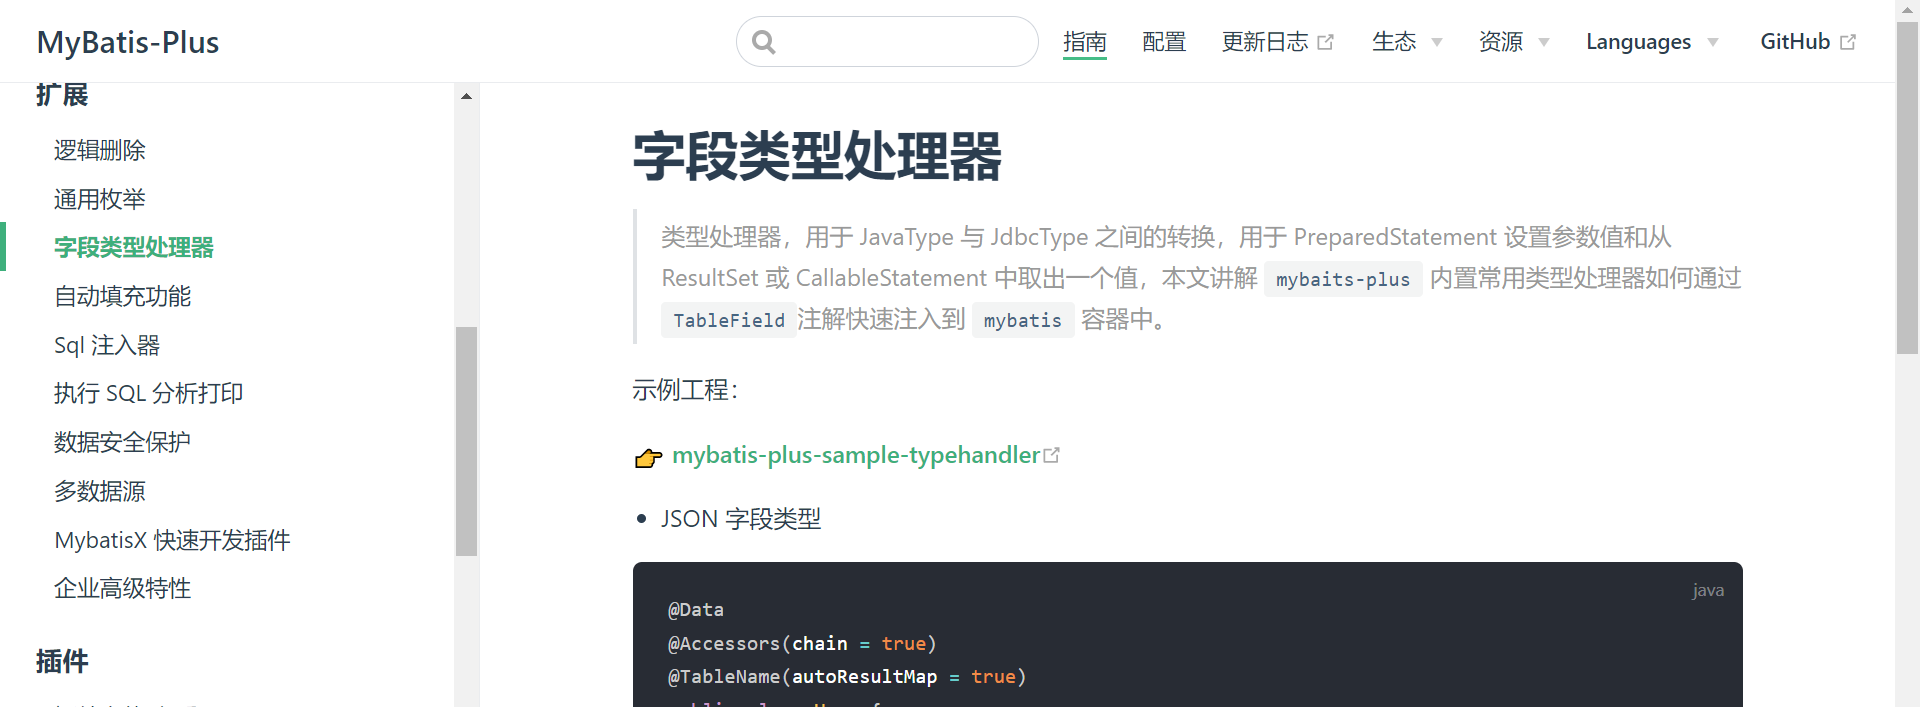 MyBatis-Plus
指南
配置
更新日志
生态
资源
Languages
GitHub
扩展
逻辑删除
通用枚举
字段类型处理器
自动填充功能
Sql 注入器
执行 SQL 分析打印
数据安全保护
多数据源
MybatisX 快速开发插件
企业高级特性
插件
字段类型处理器
类型处理器，用于 JavaType 与 JdbcType 之间的转换，用于 PreparedStatement 设置参数值和从
ResultSet 或 CallableStatement 中取出一个值，本文讲解 mybaits-plus 内置常用类型处理器如何通过
TableField 注解快速注入到 mybatis 容器中。
示例工程：
👉 mybatis-plus-sample-typehandler
• JSON 字段类型
java
@Data
@Accessors(chain = true)
@TableName(autoResultMap = true)